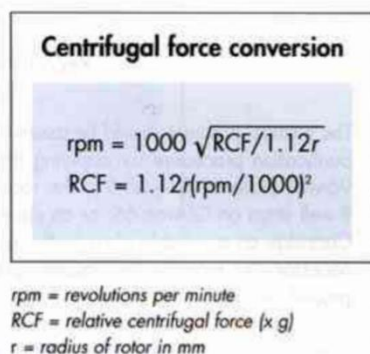 Centrifugal force conversion
rpm = 1000 √RCF/1.12r
RCF = 1.12r(rpm/1000)²
rpm = revolutions per minute
RCF = relative centrifugal force (x g)
r = radius of rotor in mm